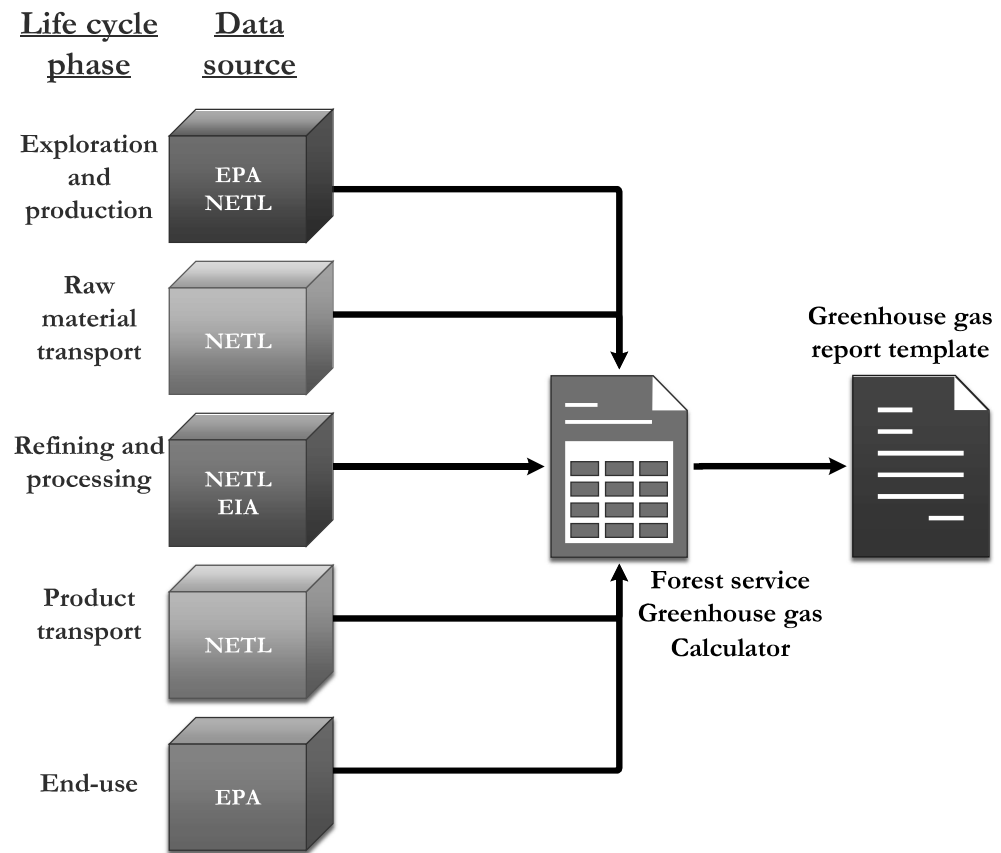 Life cycle
phase
Data
source
Exploration
and
production
EPA
NETL
Raw
material
transport
NETL
Refining and
processing
NETL
EIA
Product
transport
NETL
End-use
EPA
Forest service
Greenhouse gas
Calculator
Greenhouse gas
report template